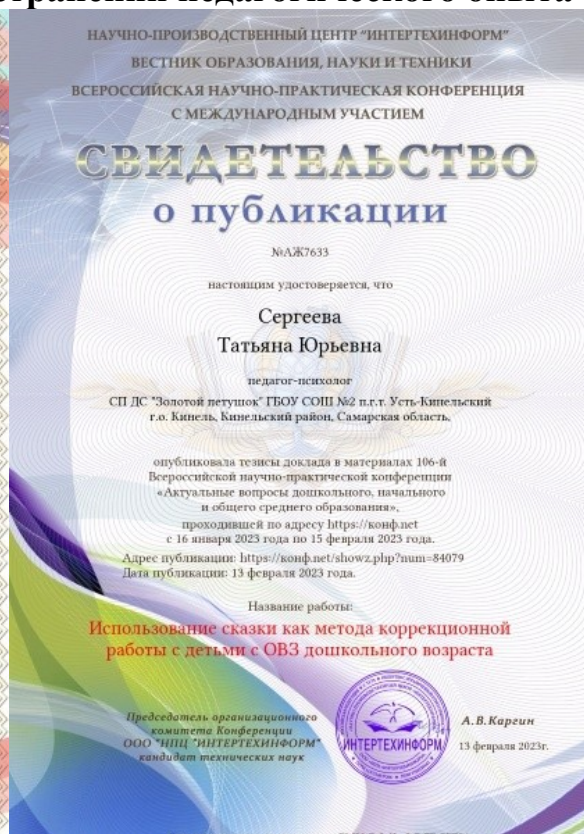 педагогического опыта
НАУЧНО-ПРОИЗВОДСТВЕННЫЙ ЦЕНТР "ИНТЕРТЕХИНФОРМ"
ВЕСТНИК ОБРАЗОВАНИЯ, НАУКИ И ТЕХНИКИ
ВСЕРОССИЙСКАЯ НАУЧНО-ПРАКТИЧЕСКАЯ КОНФЕРЕНЦИЯ
С МЕЖДУНАРОДНЫМ УЧАСТИЕМ
СВИДЕТЕЛЬСТВО
о публикации
№АЖ7633
настоящим удостоверяется, что
Сергеева
Татьяна Юрьевна
педагог-психолог
СП ДС "Золотой петушок" ГБОУ СОШ №2 п.г.т. Усть-Кинельский
г.о. Кинель, Кинельский район, Самарская область,
опубликовала тезисы доклада в материалах 106-й
Всероссийской научно-практической конференции
«Актуальные вопросы дошкольного, начального
и общего среднего образования»,
проходившей по адресу https://конф.net
с 16 января 2023 года по 15 февраля 2023 года.
Адрес публикации: https://конф.net/showz.php?num=84079
Дата публикации: 13 февраля 2023 года.
Название работы:
Использование сказки как метода коррекционной
работы с детьми с ОВЗ дошкольного возраста
Председатель организационного
комитета Конференции
ООО "НПЦ "ИНТЕРТЕХИНФОРМ"
кандидат технических наук
ИНТЕРТЕХИНФОРМ
А.В.Каргин
13 февраля 2023г.